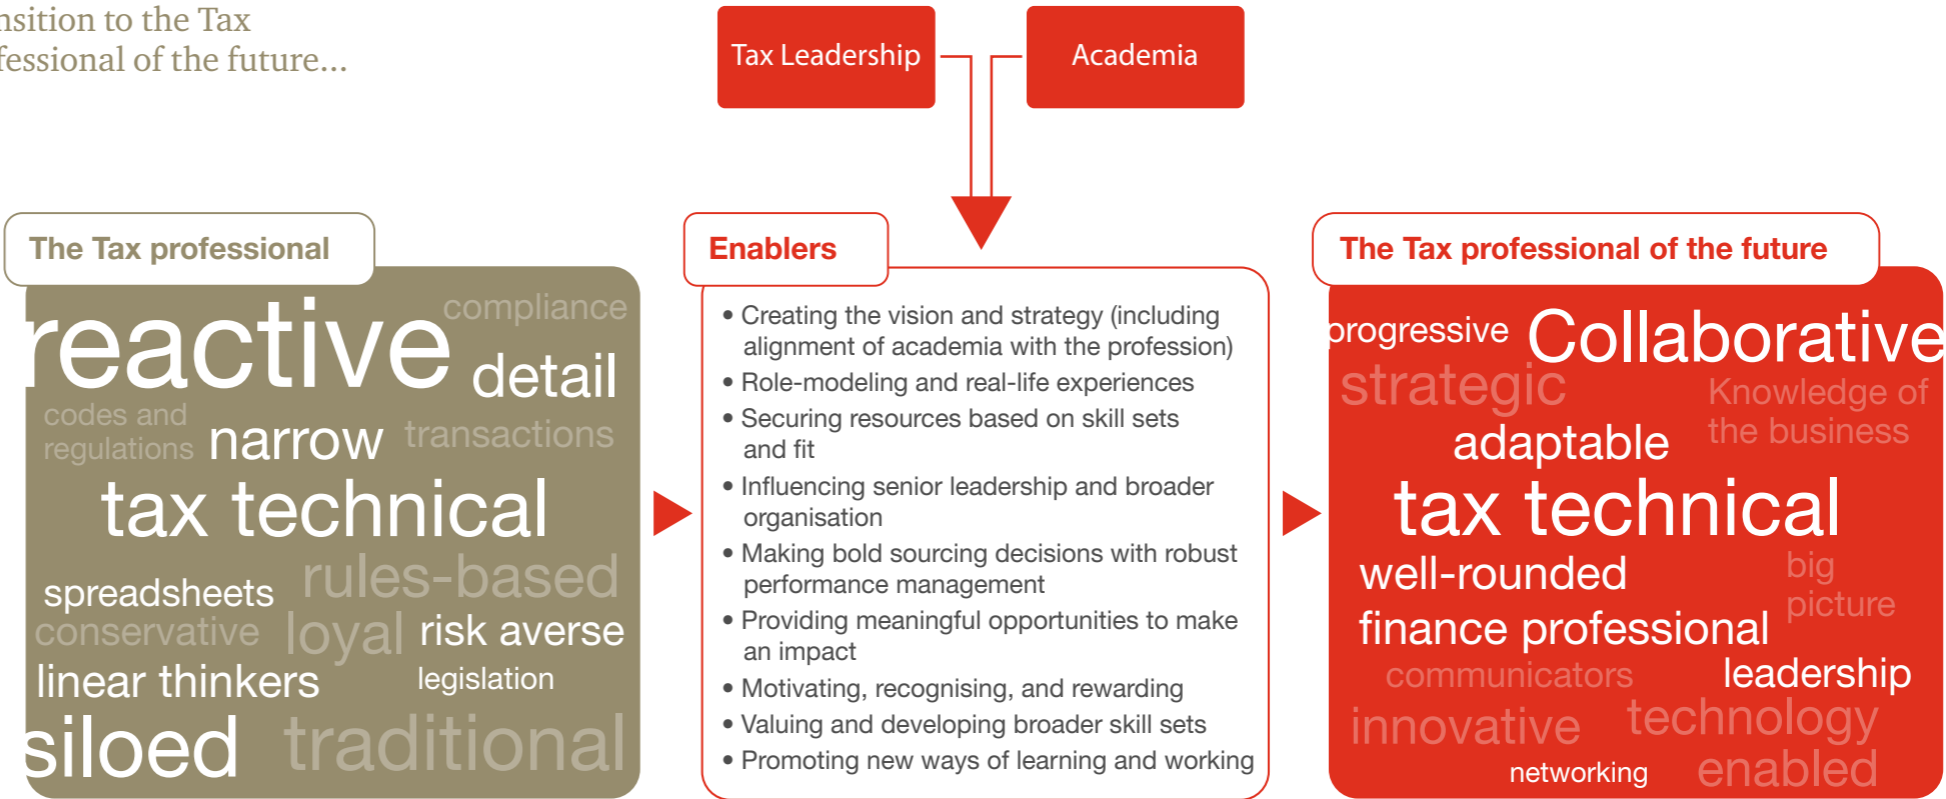 nsition to the Tax
fessional of the future...
Tax Leadership
Academia
The Tax professional
reactive
compliance
detail
codes and
regulations
narrow
transactions
tax technical
rules-based
spreadsheets
conservative
loyal
risk averse
linear thinkers
legislation
siloed
traditional
Enablers
• Creating the vision and strategy (including
alignment of academia with the profession)
• Role-modeling and real-life experiences
• Securing resources based on skill sets
and fit
• Influencing senior leadership and broader
organisation
• Making bold sourcing decisions with robust
performance management
• Providing meaningful opportunities to make
an impact
• Motivating, recognising, and rewarding
• Valuing and developing broader skill sets
• Promoting new ways of learning and working
The Tax professional of the future
progressive
Collaborative
strategic
Knowledge of
the business
adaptable
tax technical
well-rounded
big
picture
finance professional
communicators
leadership
innovative
technology
enabled
networking